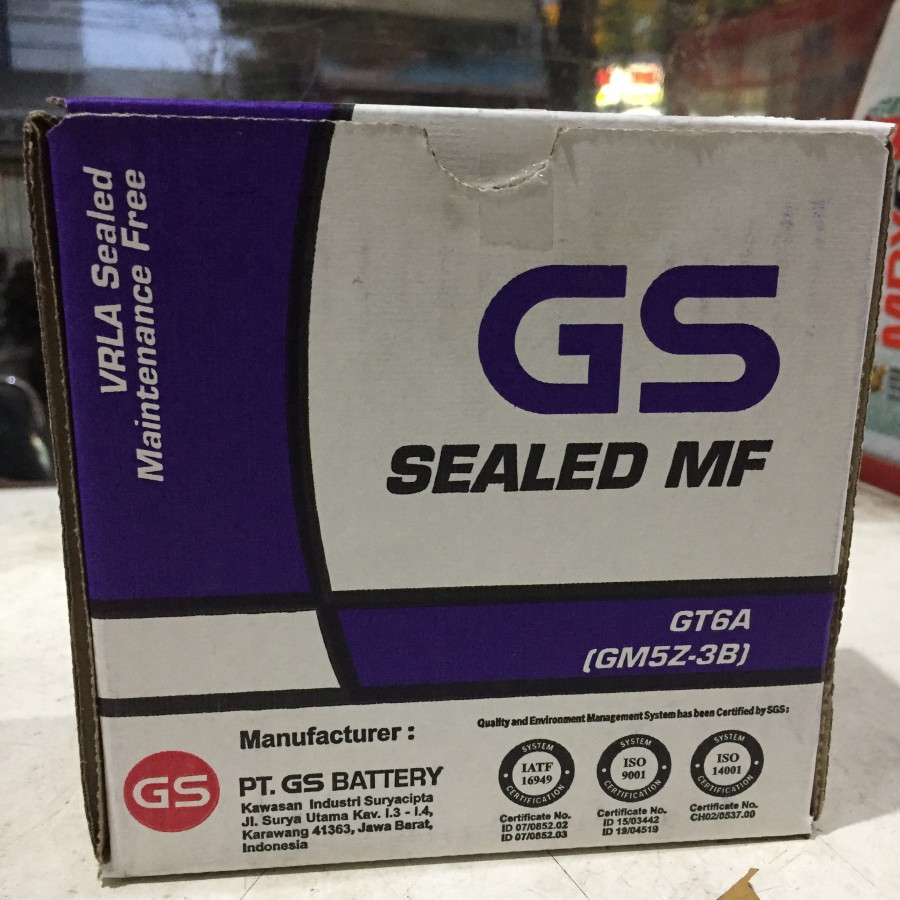 VRLA Sealed
Maintenance Free
GS
SEALED MF
GT6A
(GM5Z-3B)
Quality and Environment Management System has been Certified by SGS :
Manufacturer :
GS
PT. GS BATTERY
Kawasan Industri Suryacipta
Jl. Surya Utama Kav. I.3 - I.4,
Karawang 41363, Jawa Barat,
Indonesia
SYSTEM
IATF
16949
CERTIFICATION
Certificate No.
ID 07/0852.02
ID 07/0852.03
SYSTEM
ISO
9001
CERTIFICATION
Certificate No.
ID 15/03442
ID 19/04519
SYSTEM
ISO
14001
CERTIFICATION
Certificate No.
CH02/0537.00